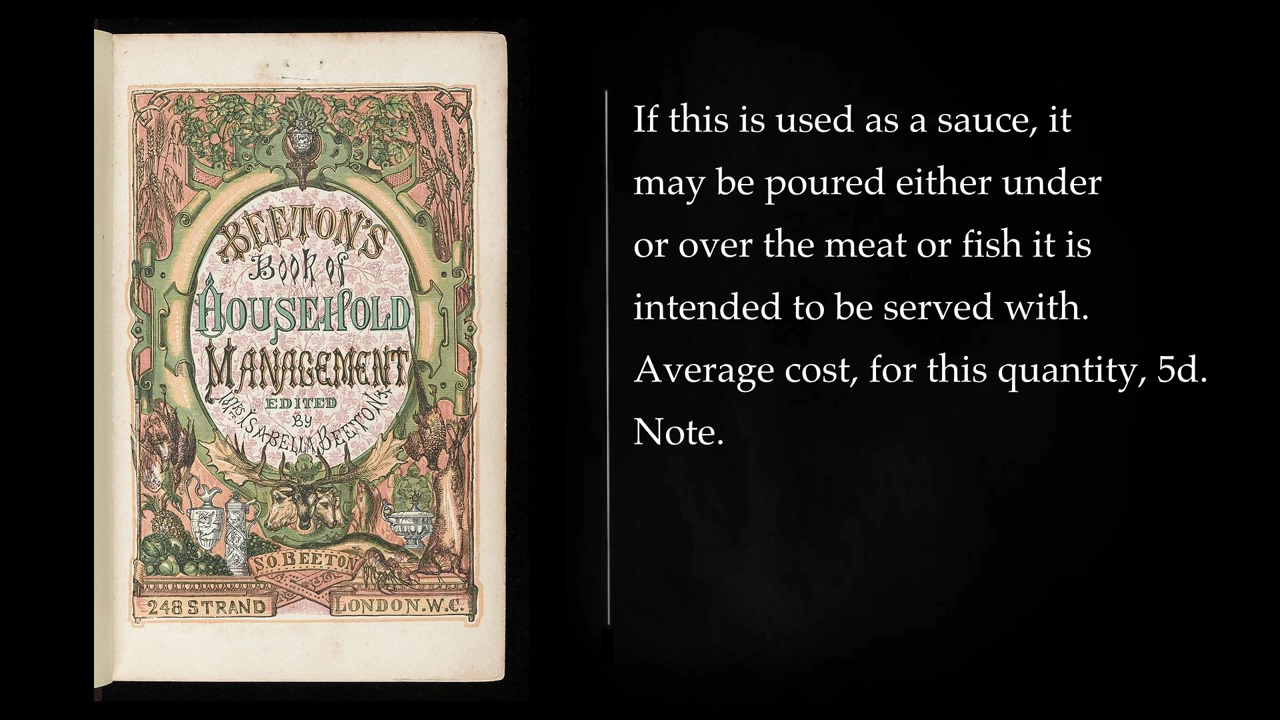 BEETON'S
Book of
HOUSEHOLD
MANAGEMENT
EDITED
BY
MRS ISABELLA BEETON.
S.O. BEETON
248 STRAND
LONDON. W.C.
If this is used as a sauce, it
may be poured either under
or over the meat or fish it is
intended to be served with.
Average cost, for this quantity, 5d.
Note.